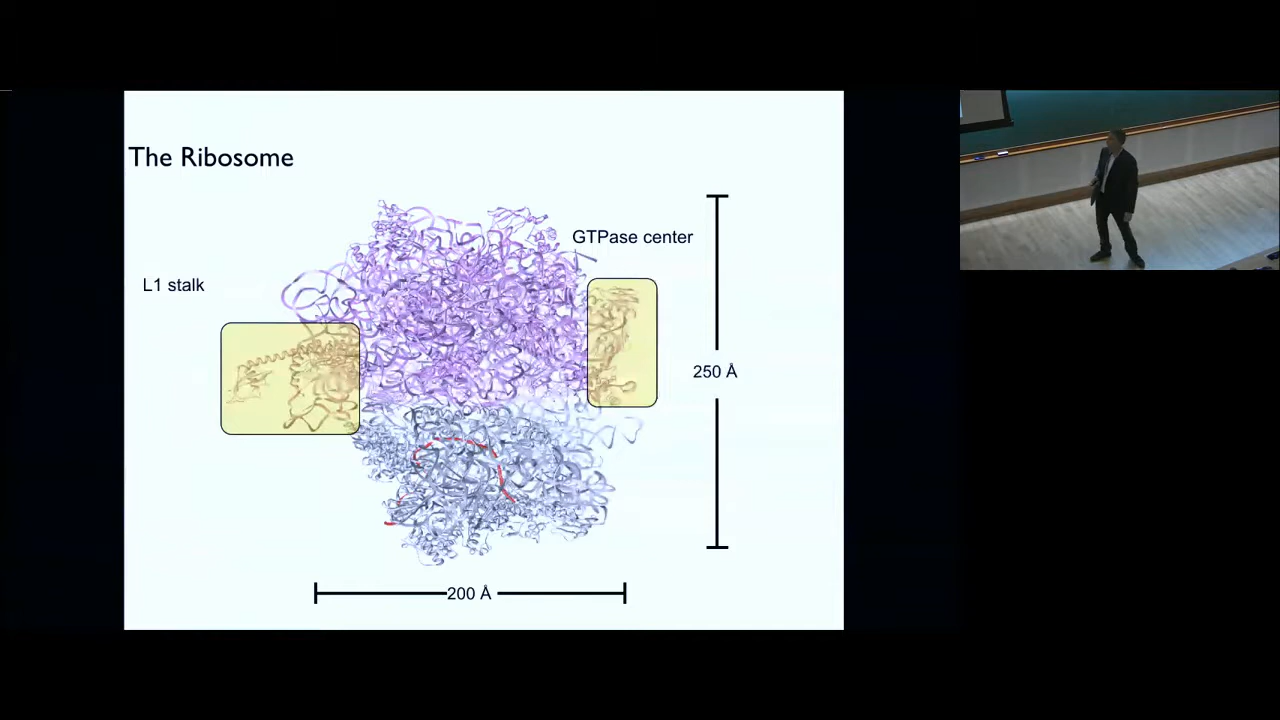 The Ribosome
GTPase center
L1 stalk
250 Å
200 Å